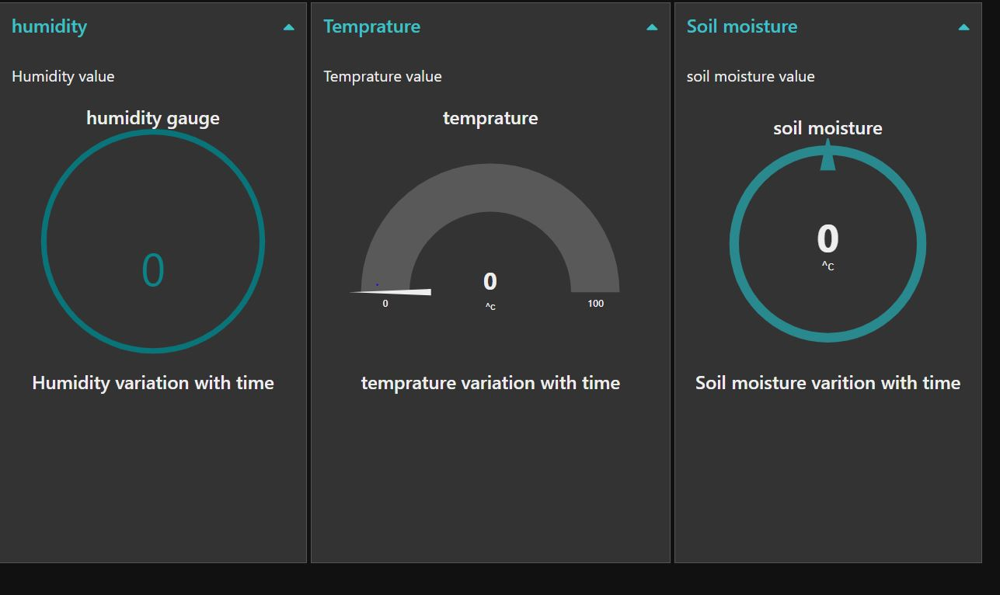 humidity
Humidity value
humidity gauge
0
Humidity variation with time
Temprature
Temprature value
temprature
0
^c
0
100
temprature variation with time
Soil moisture
soil moisture value
soil moisture
0
^c
Soil moisture varition with time